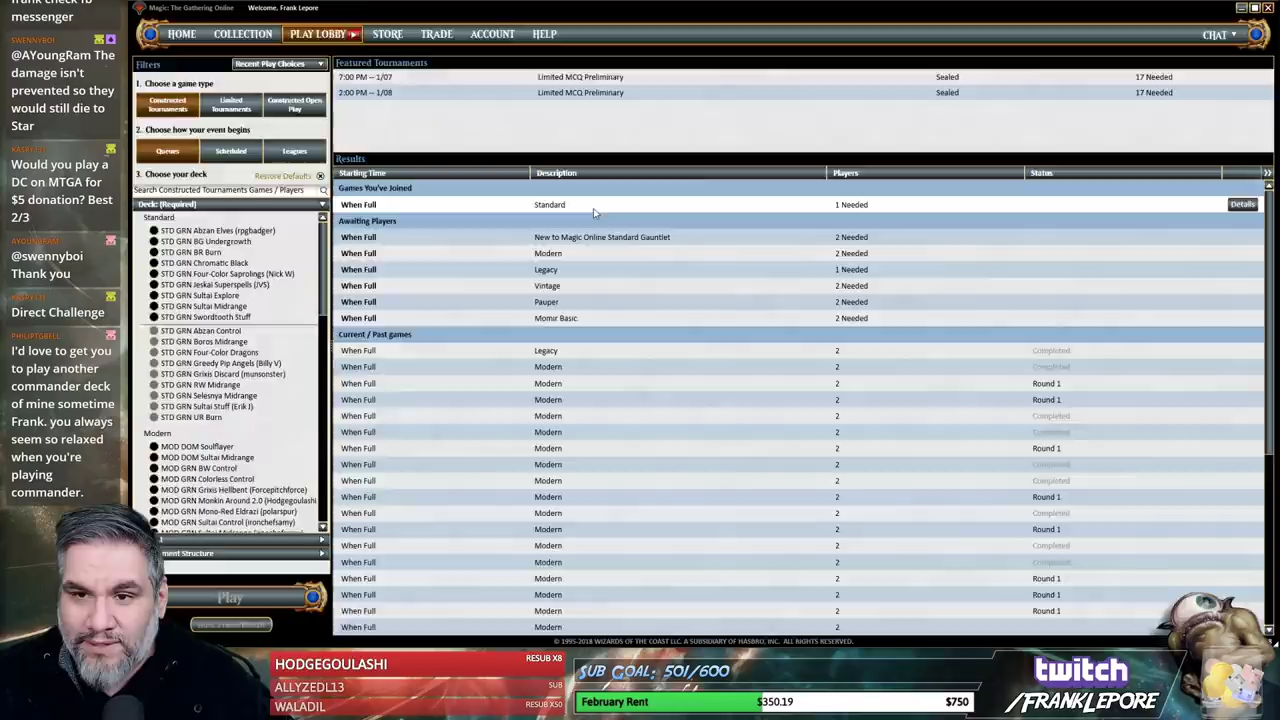 frank check fb
messenger
SWENNYBOI
@AYoungRam The
damage isn't
prevented so they
would still die to
Star
Would you play a
DC on MTGA for
$5 donation? Best
2/3
AYOUNGRAM
@swennyboi
Thank you
Direct Challenge
PHILIPTGBELL
I'd love to get you
to play another
commander deck
of mine sometime
Frank. you always
seem so relaxed
when you're
playing
commander.
Magic: The Gathering Online
Welcome, Frank Lepore
HOME COLLECTION PLAY LOBBY STORE TRADE ACCOUNT HELP CHAT
Filters
Recent Play Choices
1. Choose a game type
Constructed Tournaments
Limited Tournaments
Constructed Open Play
2. Choose how your event begins
Queues Scheduled Leagues
3. Choose your deck
Restore Defaults
Search Constructed Tournaments Games / Players
Deck: (Required)
Standard
STD GRN Abzan Elves (rpgbadger)
STD GRN BG Undergrowth
STD GRN BR Burn
STD GRN Chromatic Black
STD GRN Four-Color Saprolings (Nick W)
STD GRN Jeskai Superspells (JVS)
STD GRN Sultai Explore
STD GRN Sultai Midrange
STD GRN Swordtooth Stuff
STD GRN Abzan Control
STD GRN Boros Midrange
STD GRN Four-Color Dragons
STD GRN Greedy Pip Angels (Billy V)
STD GRN Grixis Discard (munsonster)
STD GRN RW Midrange
STD GRN Selesnya Midrange
STD GRN Sultai Stuff (Erik J)
STD GRN UR Burn
Modern
MOD DOM Soulflayer
MOD DOM Sultai Midrange
MOD GRN BW Control
MOD GRN Colorless Control
MOD GRN Grixis Hellbent (Forcepitchforce)
MOD GRN Monkin Around 2.0 (Hodgegoulashi
MOD GRN Mono-Red Eldrazi (polarspur)
MOD GRN Sultai Control (ironchefsamy)
ment Structure
Play
Featured Tournaments
7:00 PM -- 1/07 Limited MCQ Preliminary Sealed 17 Needed
2:00 PM -- 1/08 Limited MCQ Preliminary Sealed 17 Needed
Results
Starting Time Description Players Status
Games You've Joined
When Full Standard 1 Needed Details
Awaiting Players
When Full New to Magic Online Standard Gauntlet 2 Needed
When Full Modern 2 Needed
When Full Legacy 1 Needed
When Full Vintage 2 Needed
When Full Pauper 2 Needed
When Full Momir Basic 2 Needed
Current / Past games
When Full Legacy 2 Completed
When Full Modern 2 Completed
When Full Modern 2 Round 1
When Full Modern 2 Round 1
When Full Modern 2 Completed
When Full Modern 2 Completed
When Full Modern 2 Round 1
When Full Modern 2 Completed
When Full Modern 2 Completed
When Full Modern 2 Round 1
When Full Modern 2 Completed
When Full Modern 2 Round 1
When Full Modern 2 Completed
When Full Modern 2 Completed
When Full Modern 2 Round 1
When Full Modern 2 Round 1
When Full Modern 2 Round 1
When Full Modern 2
© 1995-2018 WIZARDS OF THE COAST LLC. A SUBSIDIARY OF HASBRO, INC. ALL RIGHTS RESERVED.
HODGEGOULASHI RESUB X8
ALLYZEDL13 SUB
WALADIL RESUB X50
SUB GOAL: 501/600
February Rent $350.19 $750
twitch
/FRANKLEPORE